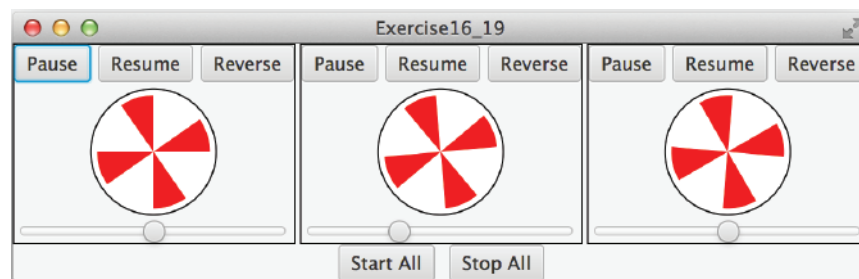 Exercise16_19
Pause Resume Reverse Pause Resume Reverse Pause Resume Reverse
Start All Stop All